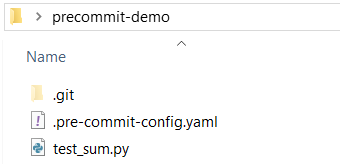 precommit-demo
Name
.git
.pre-commit-config.yaml
test_sum.py